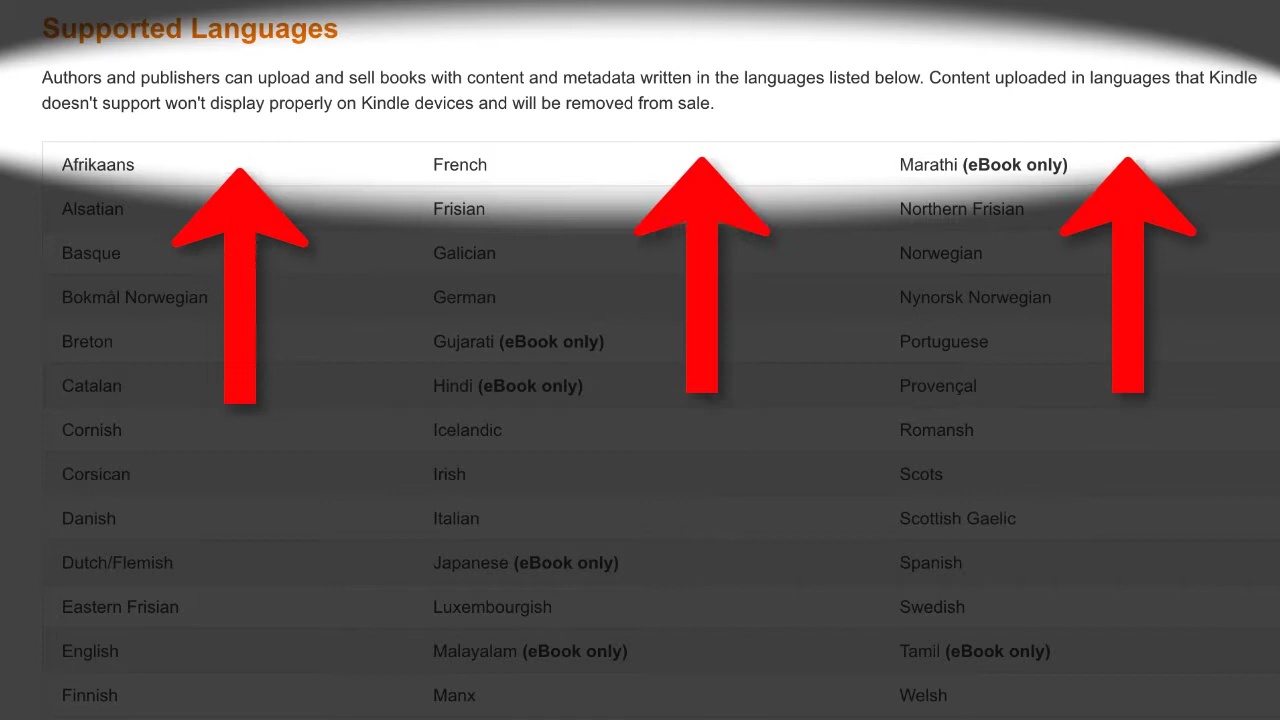 Supported Languages
Authors and publishers can upload and sell books with content and metadata written in the languages listed below. Content uploaded in languages that Kindle
doesn't support won't display properly on Kindle devices and will be removed from sale.
Afrikaans French Marathi (eBook only)
Alsatian Frisian Northern Frisian
Basque Galician Norwegian
Bokmàl Norwegian German Nynorsk Norwegian
Breton Gujarati (eBook only) Portuguese
Catalan Hindi (eBook only) Provençal
Cornish Icelandic Romansh
Corsican Irish Scots
Danish Italian Scottish Gaelic
Dutch/Flemish Japanese (eBook only) Spanish
Eastern Frisian Luxembourgish Swedish
English Malayalam (eBook only) Tamil (eBook only)
Finnish Manx Welsh